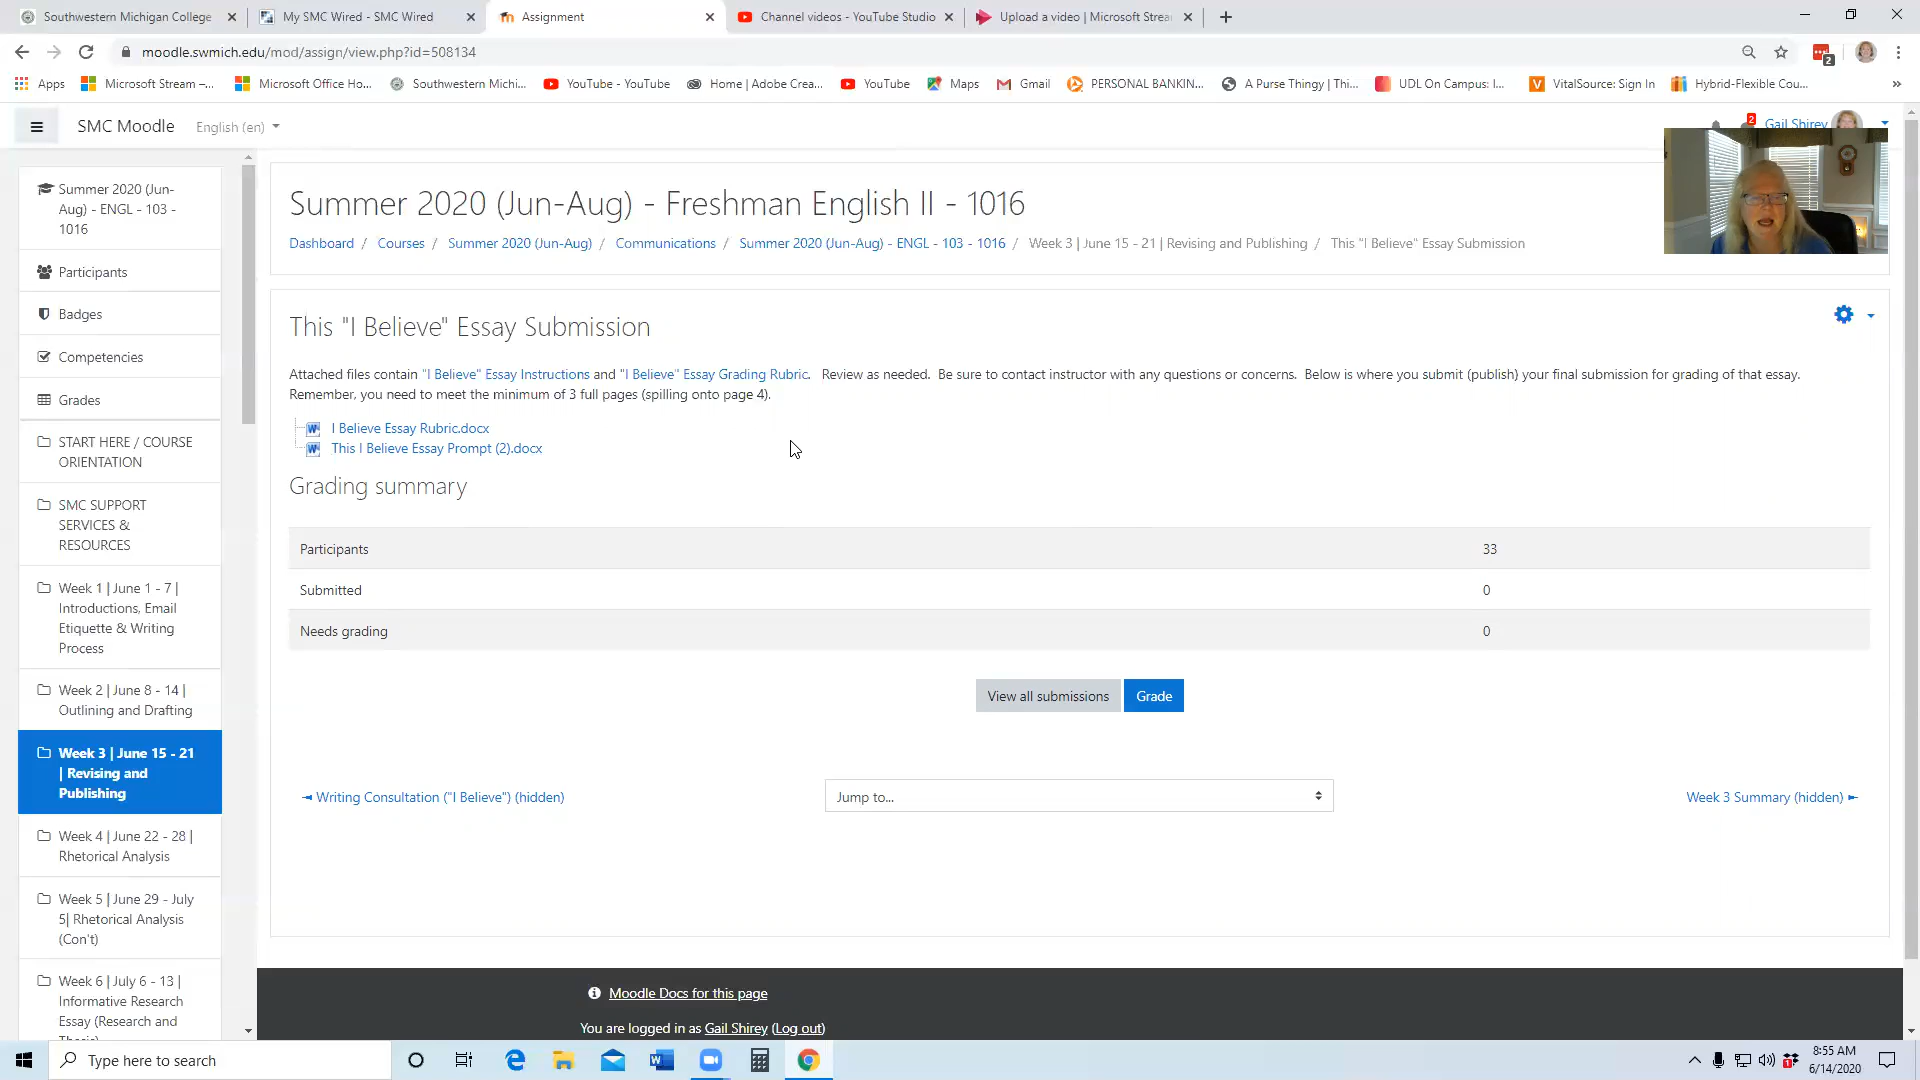 Southwestern Michigan College
My SMC Wired - SMC Wired
Assignment
Channel videos - YouTube Studio
Upload a video | Microsoft Strea
moodle.swmich.edu/mod/assign/view.php?id=508134
2
Apps
Microsoft Stream –...
Microsoft Office Ho...
Southwestern Michi...
YouTube - YouTube
Home | Adobe Crea...
YouTube
Maps
Gmail
PERSONAL BANKIN...
A Purse Thingy | Thi...
UDL On Campus: I...
VitalSource: Sign In
Hybrid-Flexible Cou...
»
SMC Moodle
English (en)
2
Gail Shirey
Summer 2020 (Jun-
Aug) - ENGL - 103 -
1016
Participants
Badges
Competencies
Grades
START HERE / COURSE
ORIENTATION
SMC SUPPORT
SERVICES &
RESOURCES
Week 1 | June 1 - 7 |
Introductions, Email
Etiquette & Writing
Process
Week 2 | June 8 - 14 |
Outlining and Drafting
Week 3 | June 15 - 21
| Revising and
Publishing
Week 4 | June 22 - 28 |
Rhetorical Analysis
Week 5 | June 29 - July
5| Rhetorical Analysis
(Con't)
Week 6 | July 6 - 13 |
Informative Research
Essay (Research and
Summer 2020 (Jun-Aug) - Freshman English II - 1016
Dashboard / Courses / Summer 2020 (Jun-Aug) / Communications / Summer 2020 (Jun-Aug) - ENGL - 103 - 1016 / Week 3 | June 15 - 21 | Revising and Publishing / This "I Believe" Essay Submission
This "I Believe" Essay Submission
Attached files contain "I Believe" Essay Instructions and "I Believe" Essay Grading Rubric. Review as needed. Be sure to contact instructor with any questions or concerns. Below is where you submit (publish) your final submission for grading of that essay.
Remember, you need to meet the minimum of 3 full pages (spilling onto page 4).
I Believe Essay Rubric.docx
This I Believe Essay Prompt (2).docx
Grading summary
Participants 33
Submitted 0
Needs grading 0
View all submissions
Grade
◄ Writing Consultation ("I Believe") (hidden)
Jump to...
Week 3 Summary (hidden) ►
Moodle Docs for this page
You are logged in as Gail Shirey (Log out)
Type here to search
8:55 AM
6/14/2020